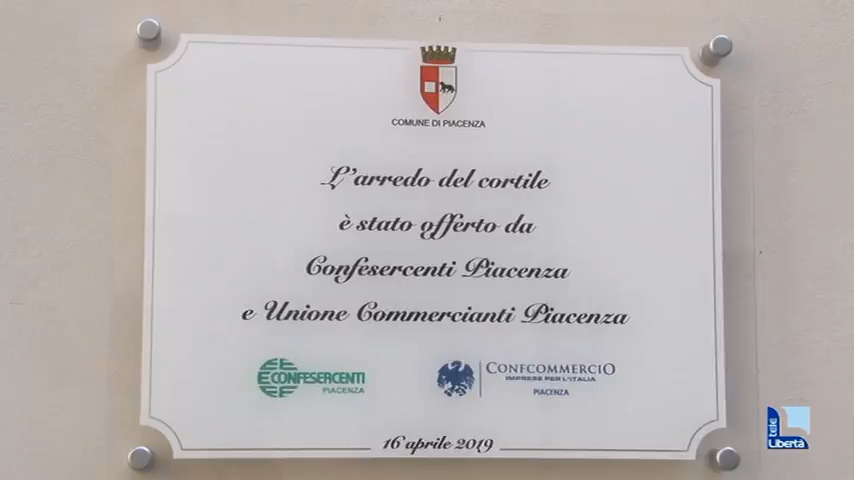 COMUNE DI PIACENZA
L'arredo del cortile
è stato offerto da
Confesercenti Piacenza
e Unione Commercianti Piacenza
CONFESERCENTI
PIACENZA
CONFCOMMERCIO
IMPRESE PER L'ITALIA
PIACENZA
16 aprile 2019
tele
Libertà